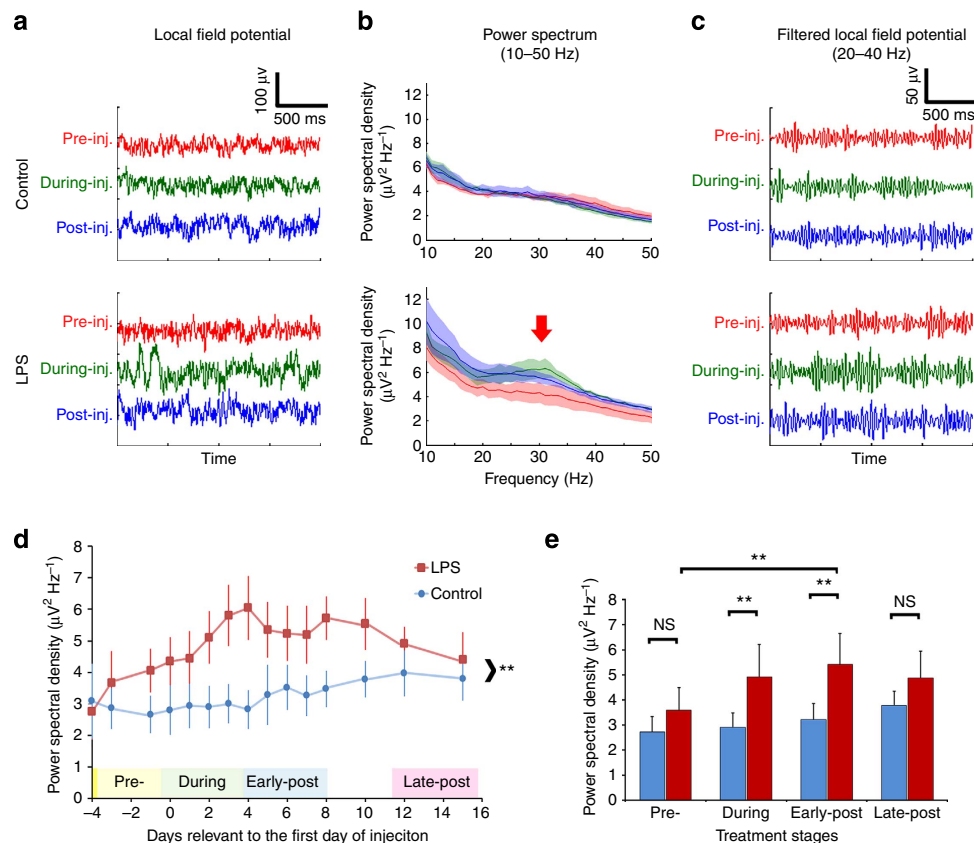 a
Local field potential
100 μv
500 ms
Control
Pre-inj.
During-inj.
Post-inj.
LPS
Pre-inj.
During-inj.
Post-inj.
Time
b
Power spectrum
(10–50 Hz)
Power spectral density
(μV² Hz⁻¹)
12
10
8
6
4
2
0
10
20
30
40
50
Power spectral density
(μV² Hz⁻¹)
12
10
8
6
4
2
0
10
20
30
40
50
Frequency (Hz)
c
Filtered local field potential
(20–40 Hz)
50 μv
500 ms
Pre-inj.
During-inj.
Post-inj.
Pre-inj.
During-inj.
Post-inj.
Time
d
Power spectral density (μV² Hz⁻¹)
8
7
6
5
4
3
2
1
0
LPS
Control
**
Pre-
During
Early-post
Late-post
–4 –2 0 2 4 6 8 10 12 14 16
Days relevant to the first day of injeciton
e
Power spectral density (μV² Hz⁻¹)
8
7
6
5
4
3
2
1
0
**
NS
**
**
NS
Pre- During Early-post Late-post
Treatment stages